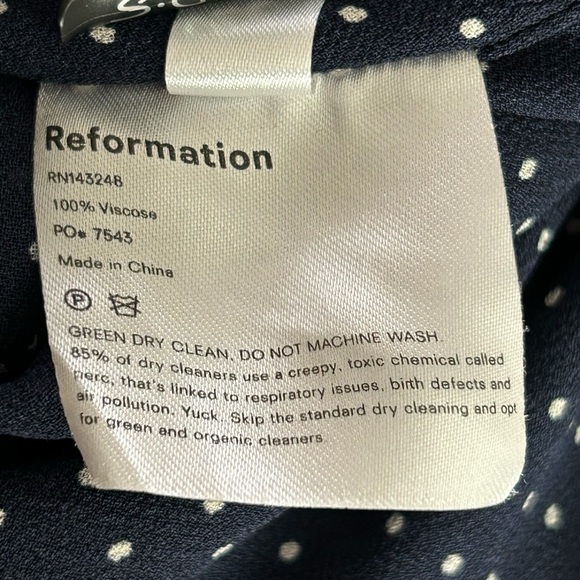 Reformation
RN143246
100% Viscose
PO# 7543
Made in China
P
GREEN DRY CLEAN. DO NOT MACHINE WASH.
85% of dry cleaners use a creepy, toxic chemical called
perc, that's linked to respiratory issues, birth defects and
air pollution. Yuck. Skip the standard dry cleaning and opt
for green and organic cleaners.